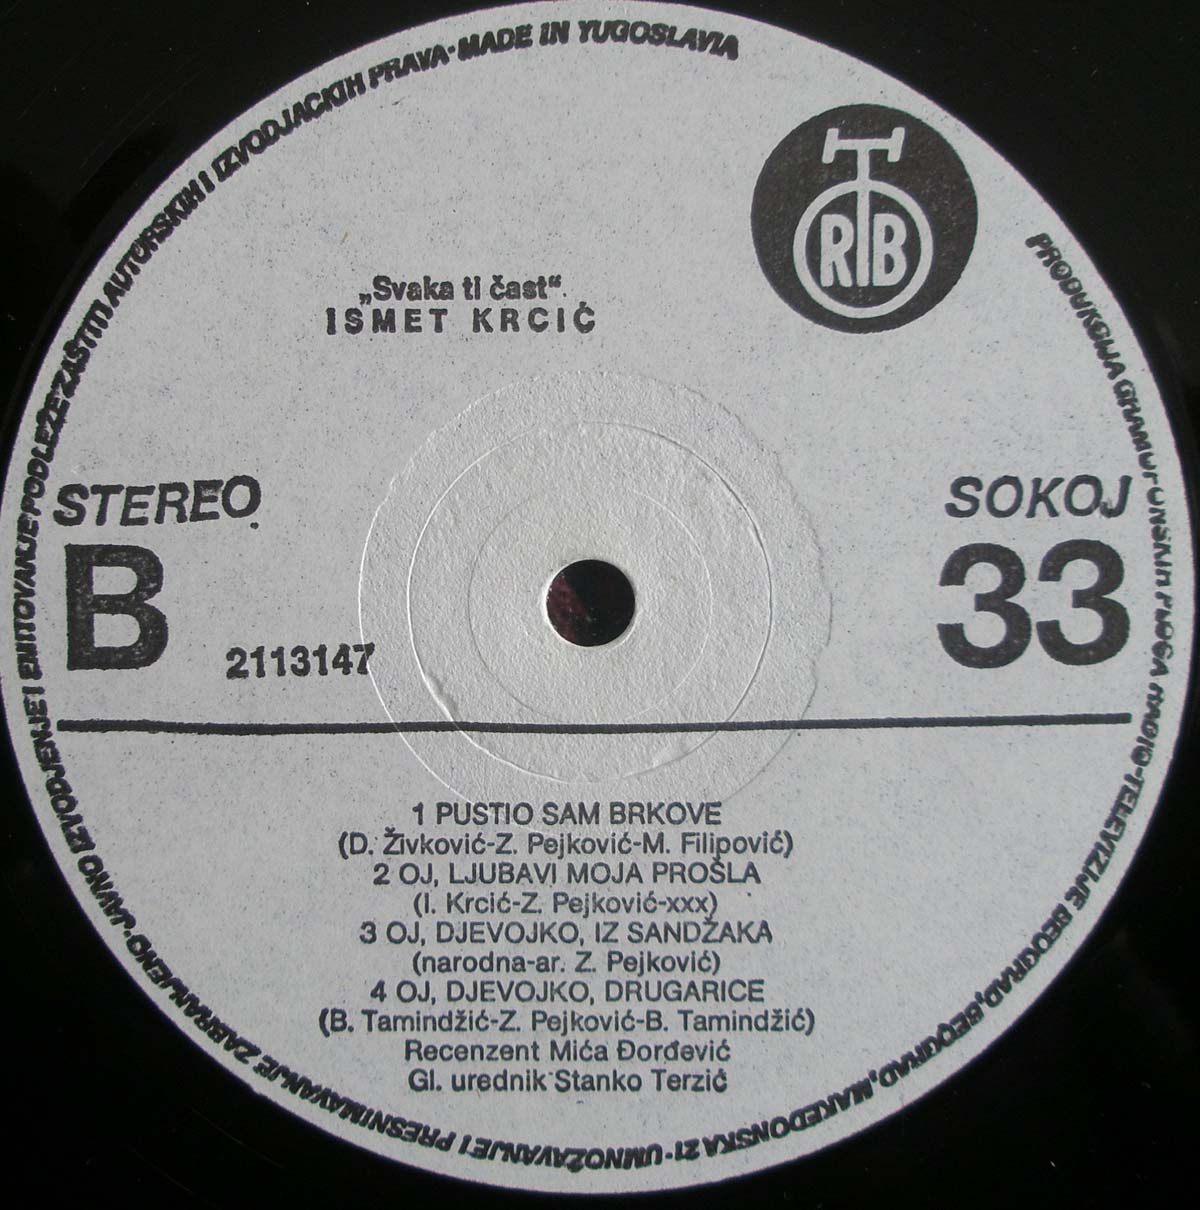 PRODUKCIJA GRAMOFONSKIH PLOČA RADIO-TELEVIZIJE BEOGRAD, BEOGRAD, MAKEDONSKA 21 · UMNOŽAVANJE I PRESNIMAVANJE ZABRANJENO · JAVNO IZVODJENJE I EMITOVANJE PODLEŽE ZAŠTITI AUTORSKIH I IZVODJAČKIH PRAVA · MADE IN YUGOSLAVIA
RTB
„Svaka ti čast“
ISMET KRCIĆ
STEREO
SOKOJ
B
33
2113147
1 PUSTIO SAM BRKOVE
(D. Živković-Z. Pejković-M. Filipović)
2 OJ, LJUBAVI MOJA PROŠLA
(I. Krcić-Z. Pejković-xxx)
3 OJ, DJEVOJKO, IZ SANDŽAKA
(narodna-ar. Z. Pejković)
4 OJ, DJEVOJKO, DRUGARICE
(B. Tamindžić-Z. Pejković-B. Tamindžić)
Recenzent Mića Đorđević
Gl. urednik Stanko Terzić